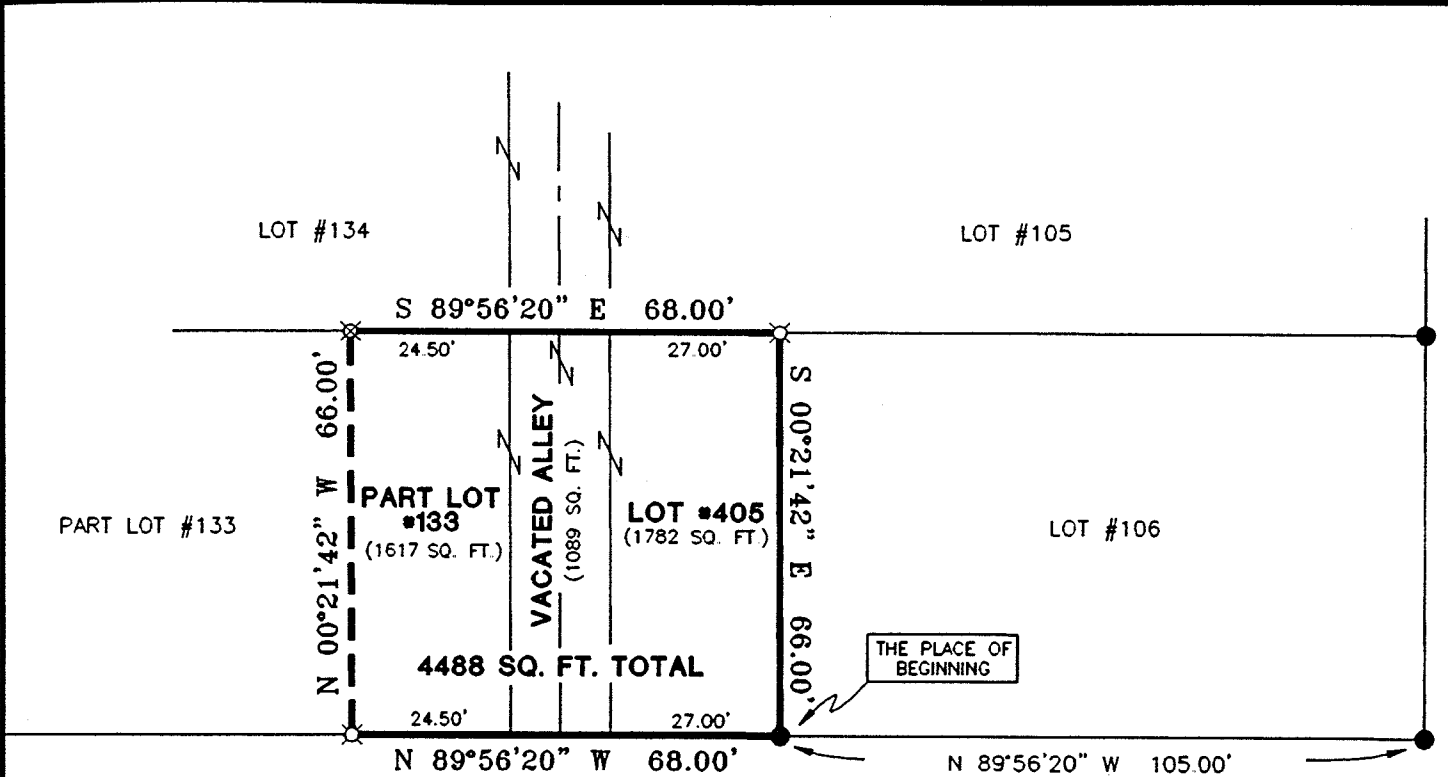 LOT #134
LOT #105
S 89°56'20" E 68.00'
24.50'
27.00'
N 00°21'42" W 66.00'
S 00°21'42" E 66.00'
VACATED ALLEY
(1089 SQ. FT.)
PART LOT
#133
(1617 SQ. FT.)
LOT #405
(1782 SQ. FT.)
PART LOT #133
LOT #106
THE PLACE OF
BEGINNING
4488 SQ. FT. TOTAL
24.50'
27.00'
N 89°56'20" W 68.00'
N 89°56'20" W 105.00'